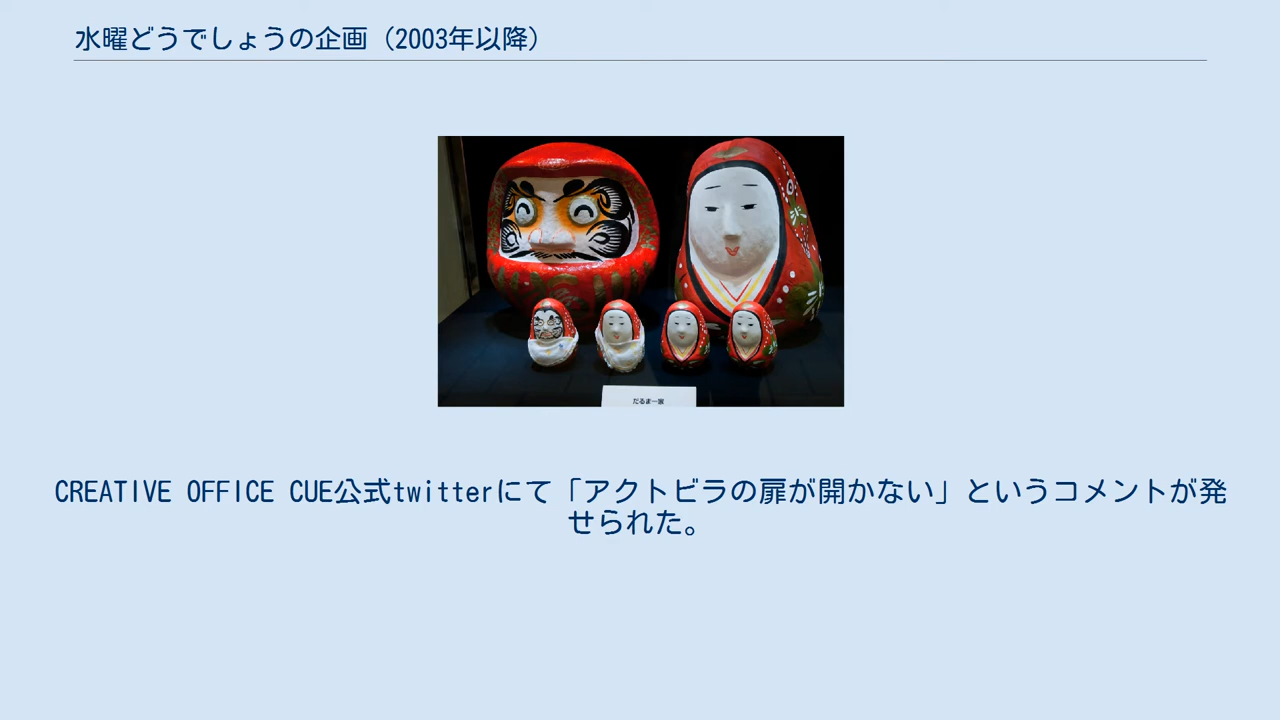 水曜どうでしょうの企画（2003年以降）
だるま一家
CREATIVE OFFICE CUE公式twitterにて「アクトビラの扉が開かない」というコメントが発
せられた。